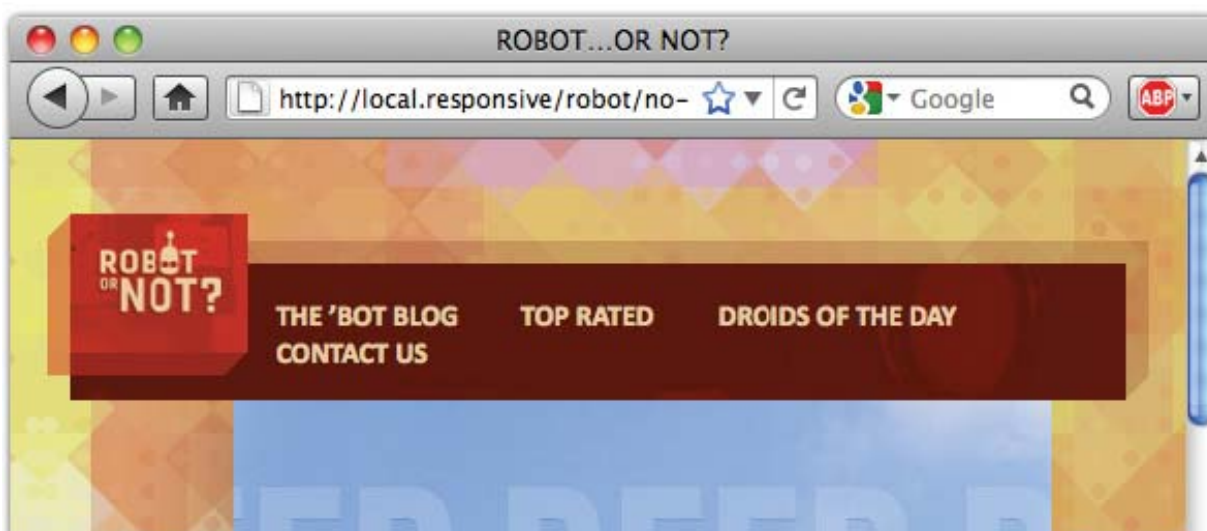 ROBOT...OR NOT?
http://local.responsive/robot/no-
Google
ABP
ROBOT
OR NOT?
THE ’BOT BLOG TOP RATED DROIDS OF THE DAY
CONTACT US
BEER